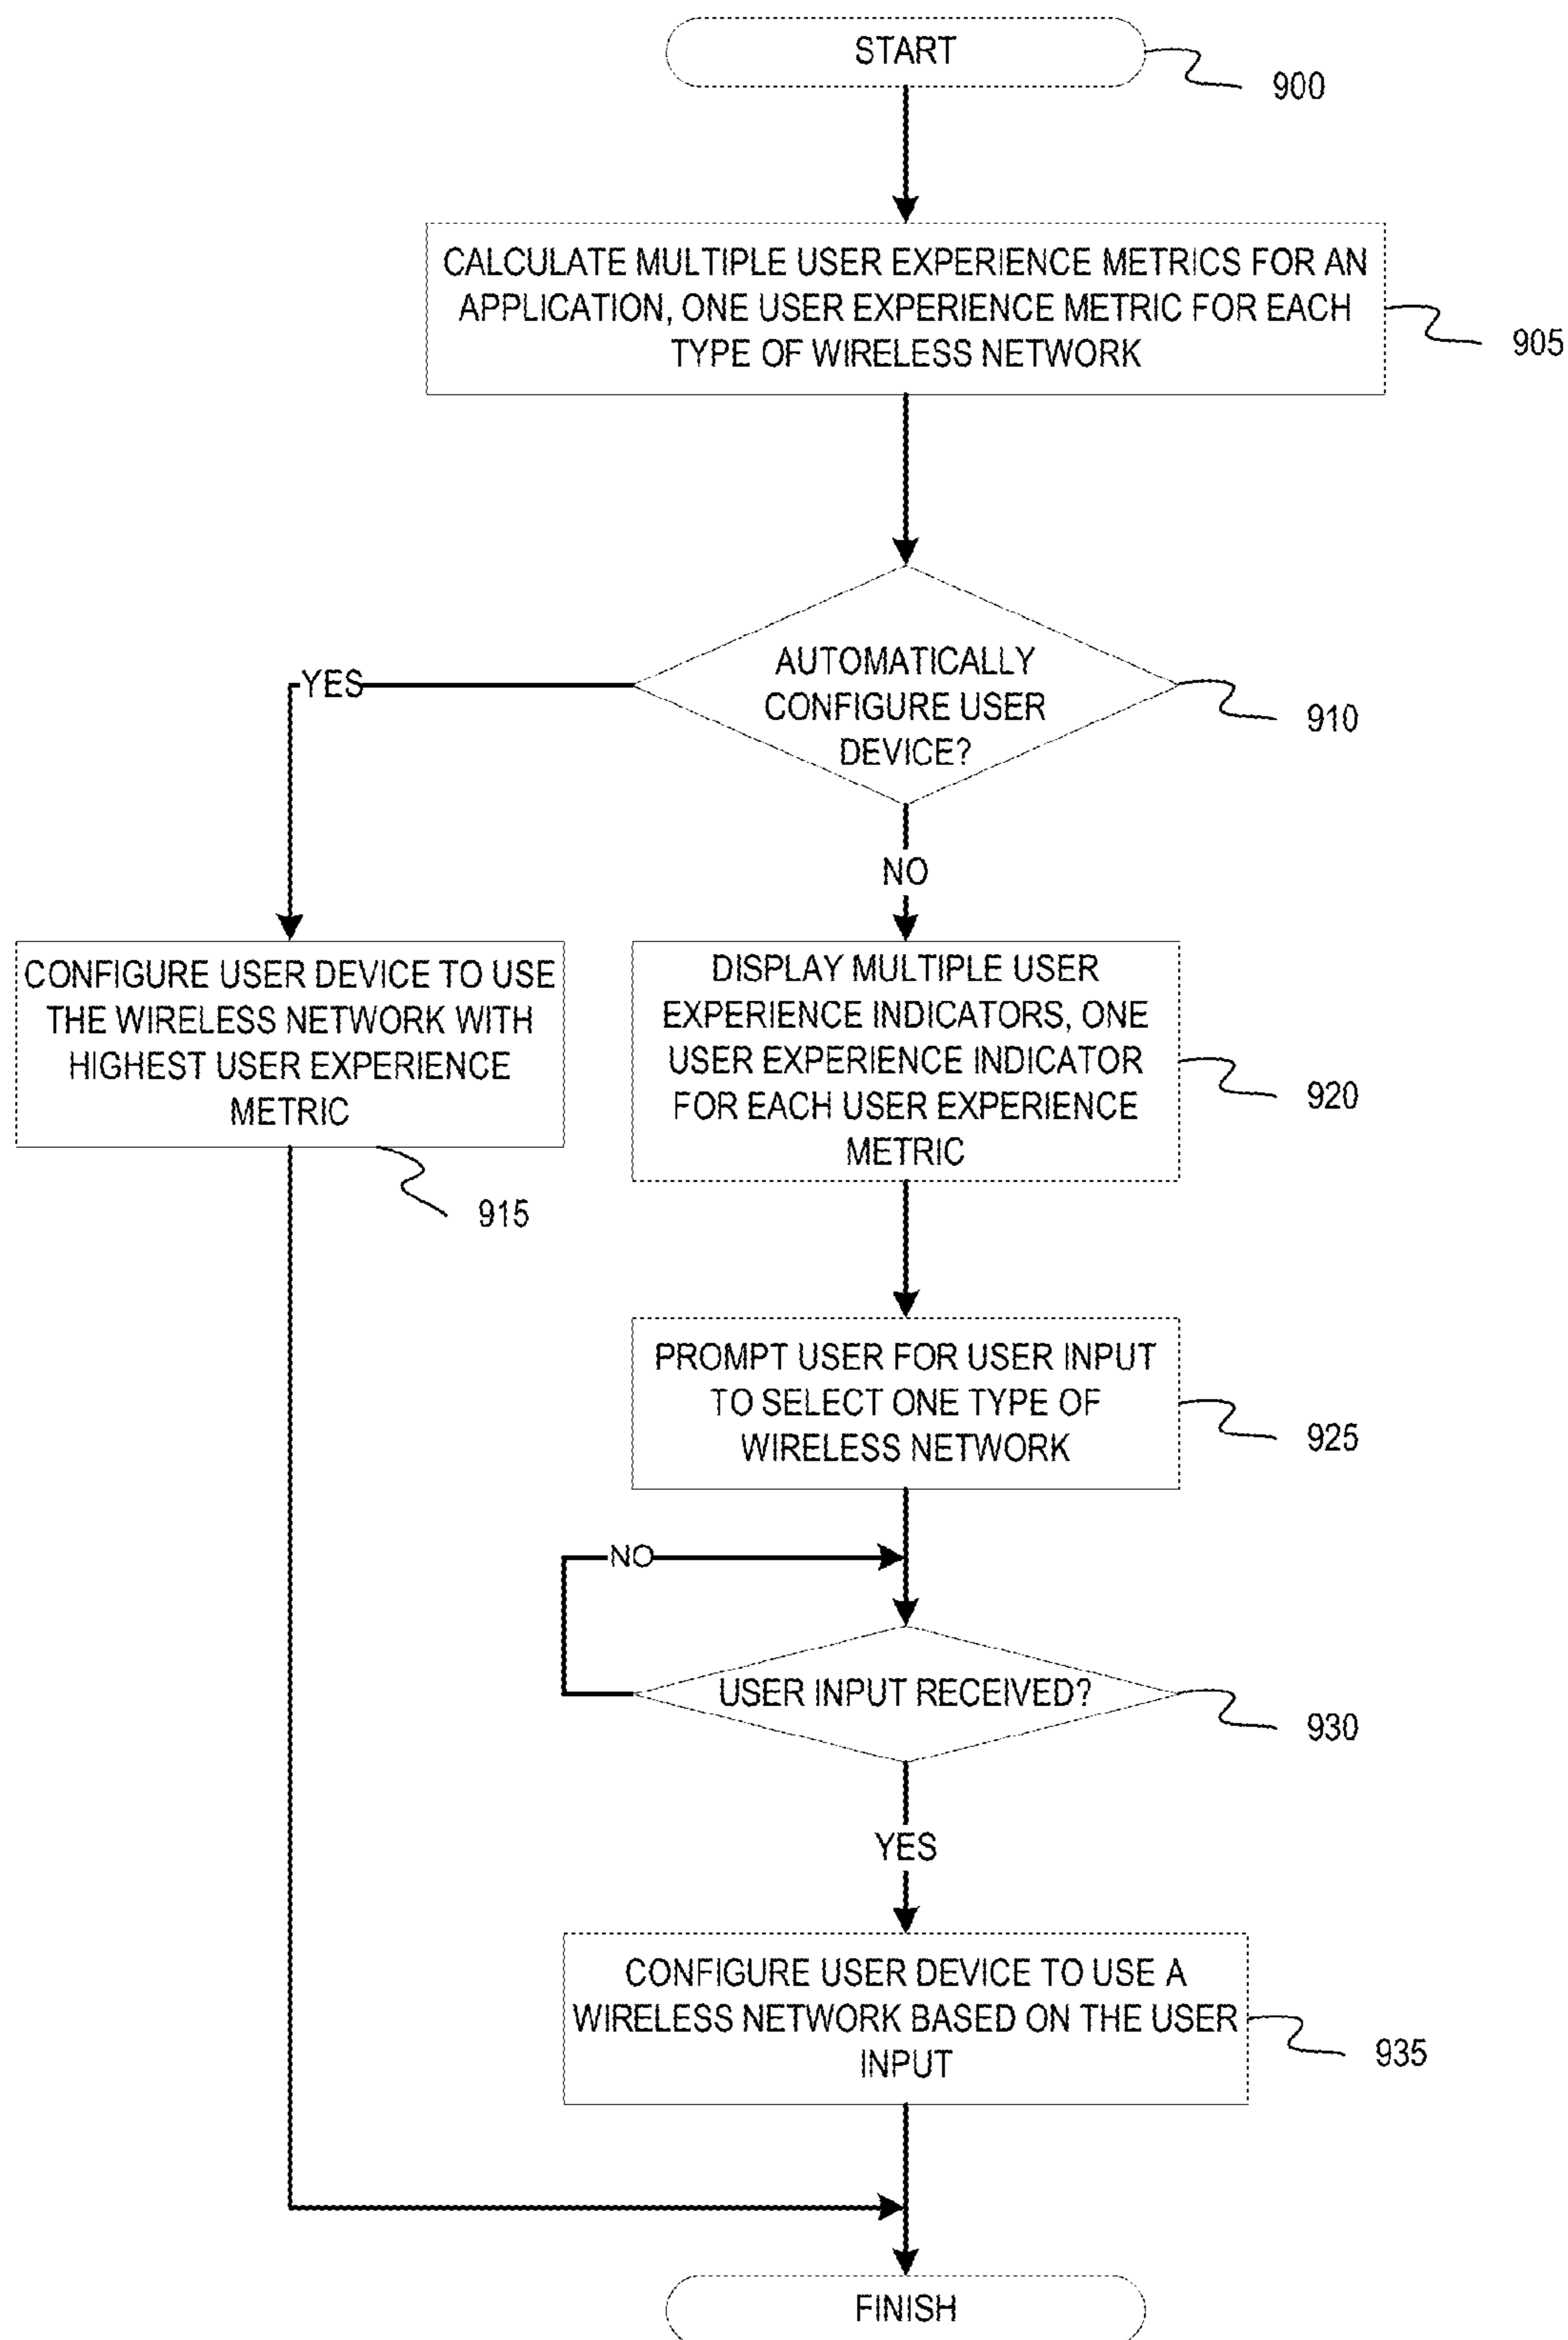 START
900
CALCULATE MULTIPLE USER EXPERIENCE METRICS FOR AN
APPLICATION, ONE USER EXPERIENCE METRIC FOR EACH
TYPE OF WIRELESS NETWORK
905
AUTOMATICALLY
CONFIGURE USER
DEVICE?
910
YES
NO
CONFIGURE USER DEVICE TO USE
THE WIRELESS NETWORK WITH
HIGHEST USER EXPERIENCE
METRIC
915
DISPLAY MULTIPLE USER
EXPERIENCE INDICATORS, ONE
USER EXPERIENCE INDICATOR
FOR EACH USER EXPERIENCE
METRIC
920
PROMPT USER FOR USER INPUT
TO SELECT ONE TYPE OF
WIRELESS NETWORK
925
NO
USER INPUT RECEIVED?
930
YES
CONFIGURE USER DEVICE TO USE A
WIRELESS NETWORK BASED ON THE USER
INPUT
935
FINISH